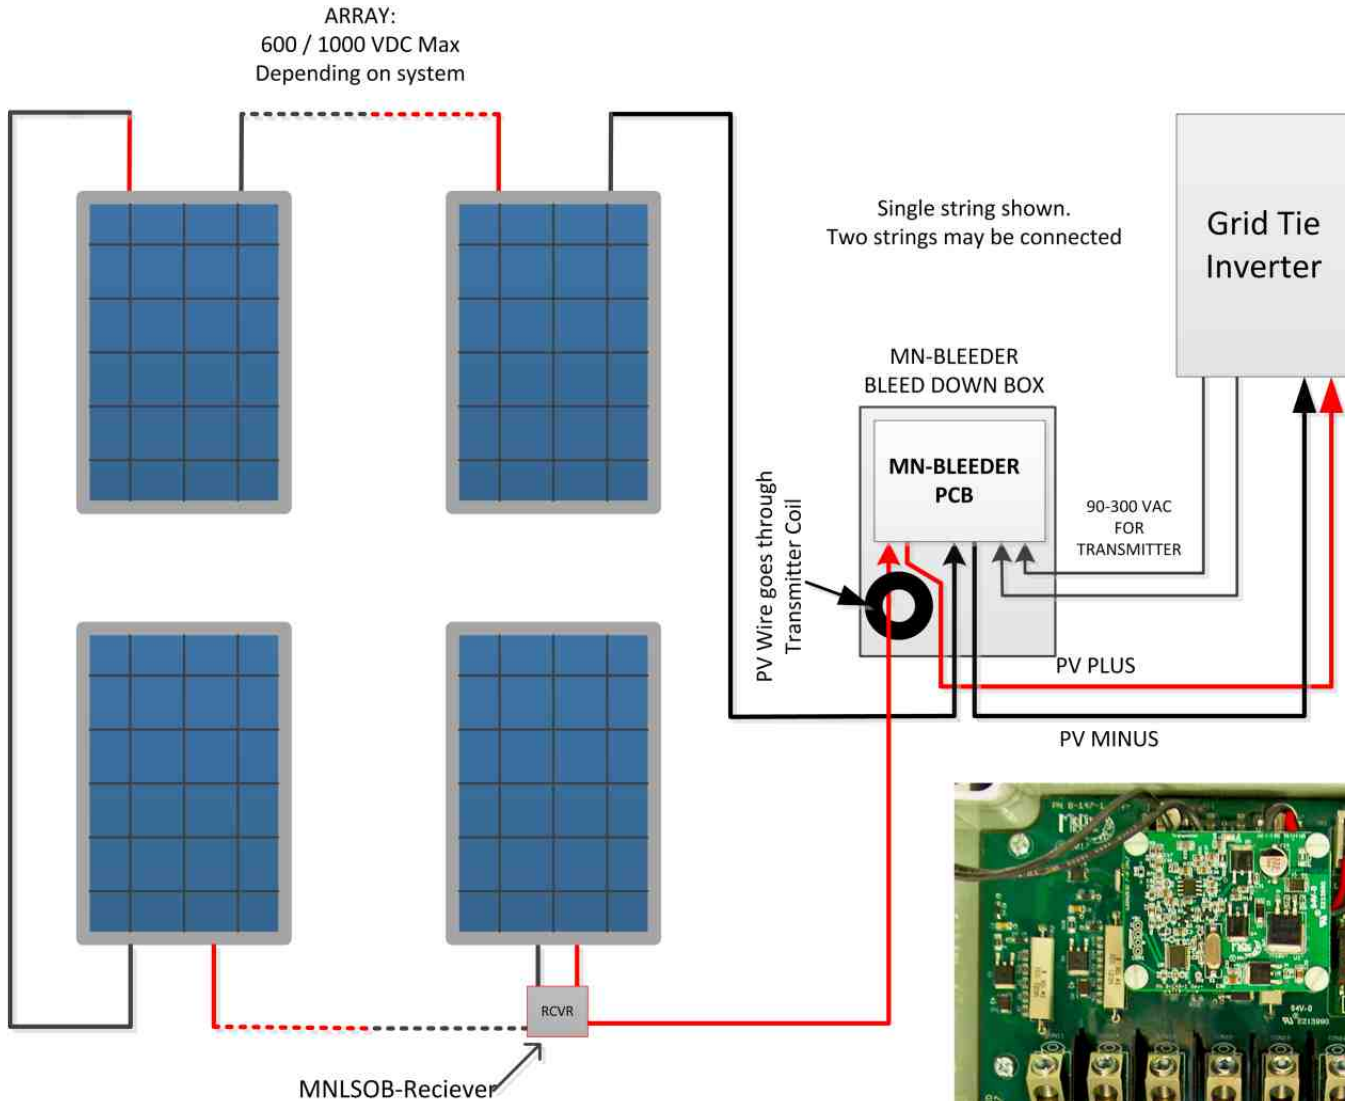 ARRAY:
600 / 1000 VDC Max
Depending on system
Single string shown.
Two strings may be connected
Grid Tie
Inverter
MN-BLEEDER
BLEED DOWN BOX
MN-BLEEDER
PCB
PV Wire goes through
Transmitter Coil
90-300 VAC
FOR
TRANSMITTER
PV PLUS
PV MINUS
RCVR
MNLSOB-Reciever
94V-0